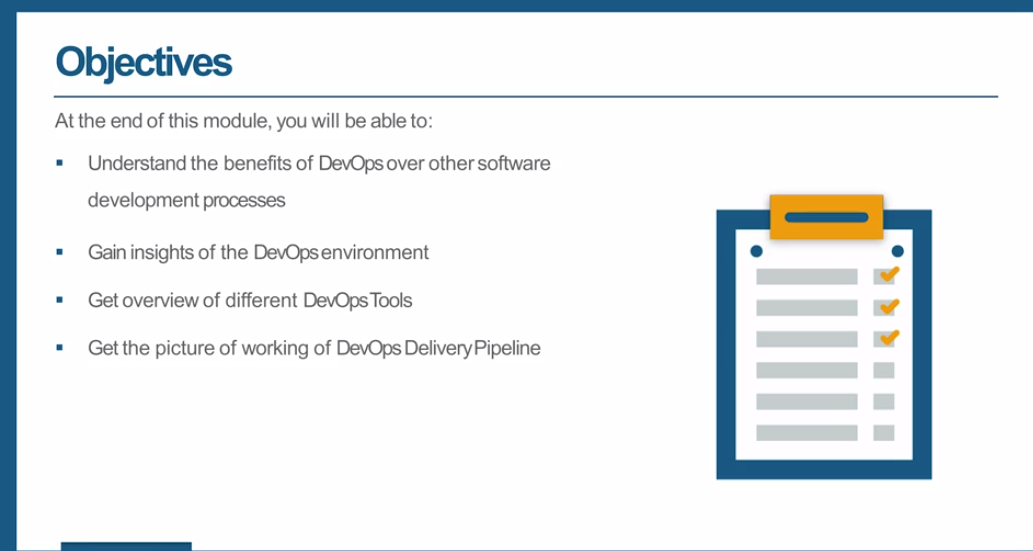 Objectives
At the end of this module, you will be able to:
Understand the benefits of DevOps over other software
development processes
Gain insights of the DevOps environment
Get overview of different DevOps Tools
Get the picture of working of DevOps Delivery Pipeline